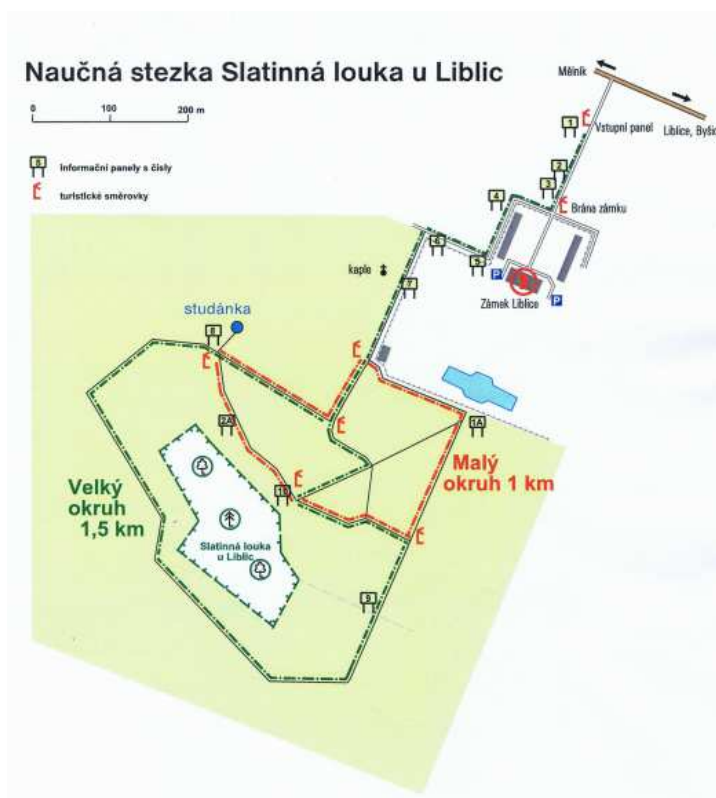 Naučná stezka Slatinná louka u Liblic
0 100 200 m
Informační panely s čísly
turistické směrovky
Mělník
Liblice, Byšic
1
Vstupní panel
2
3
Brána zámku
4
5
6
7
P
P
Zámek Liblice
kaple
studánka
8
2A
1A
Malý
okruh 1 km
Velký
okruh
1,5 km
Slatinná louka
u Liblic
9